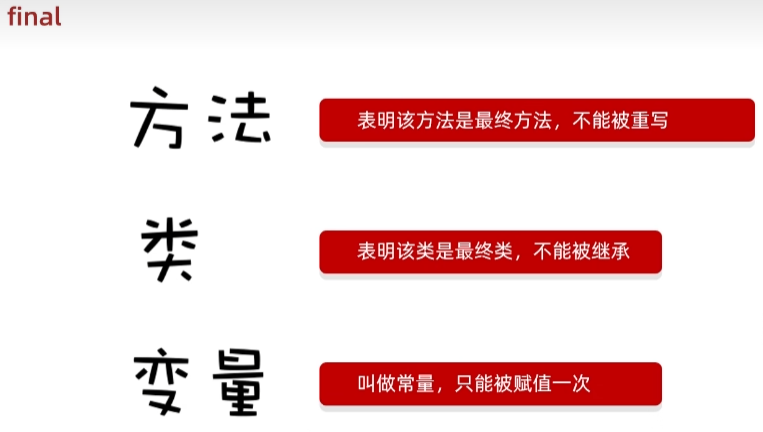 final
方法
表明该方法是最终方法，不能被重写
类
表明该类是最终类，不能被继承
变量
叫做常量，只能被赋值一次